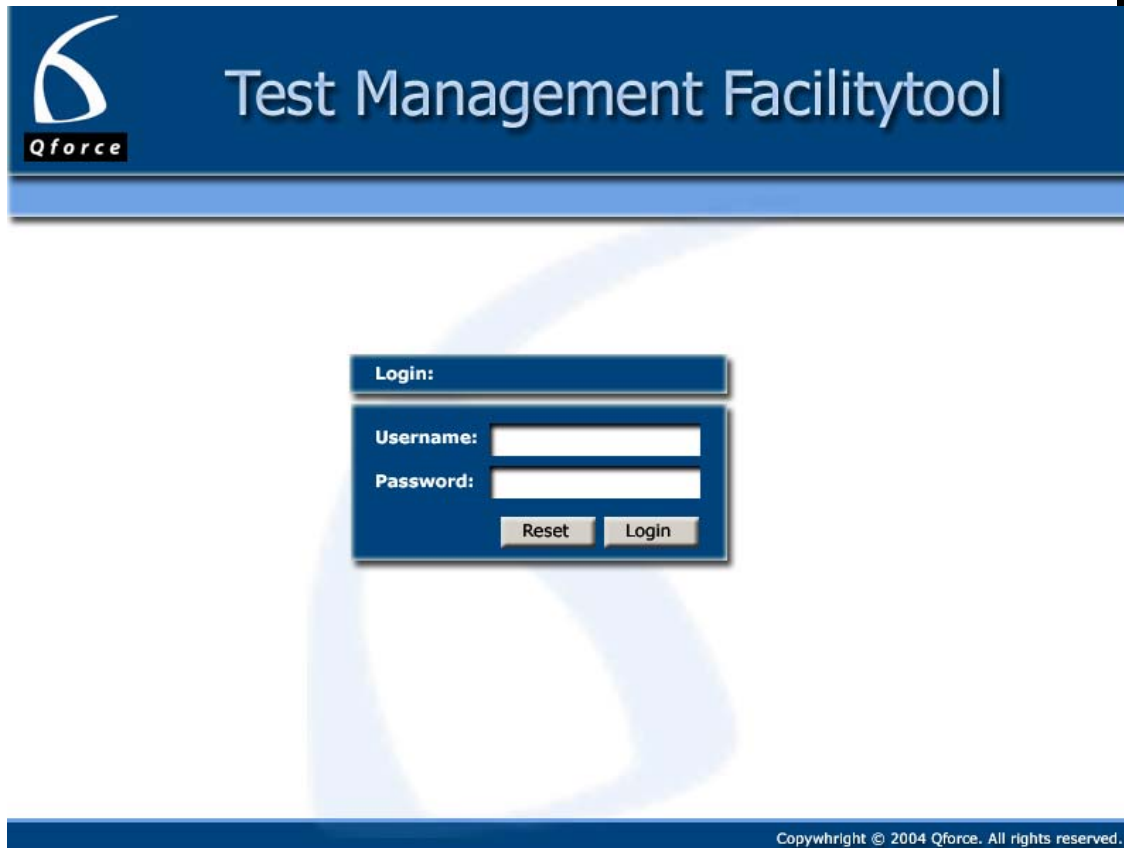 Qforce
Test Management Facilitytool
Login:
Username:
Password:
Reset Login
Copywhright © 2004 Qforce. All rights reserved.